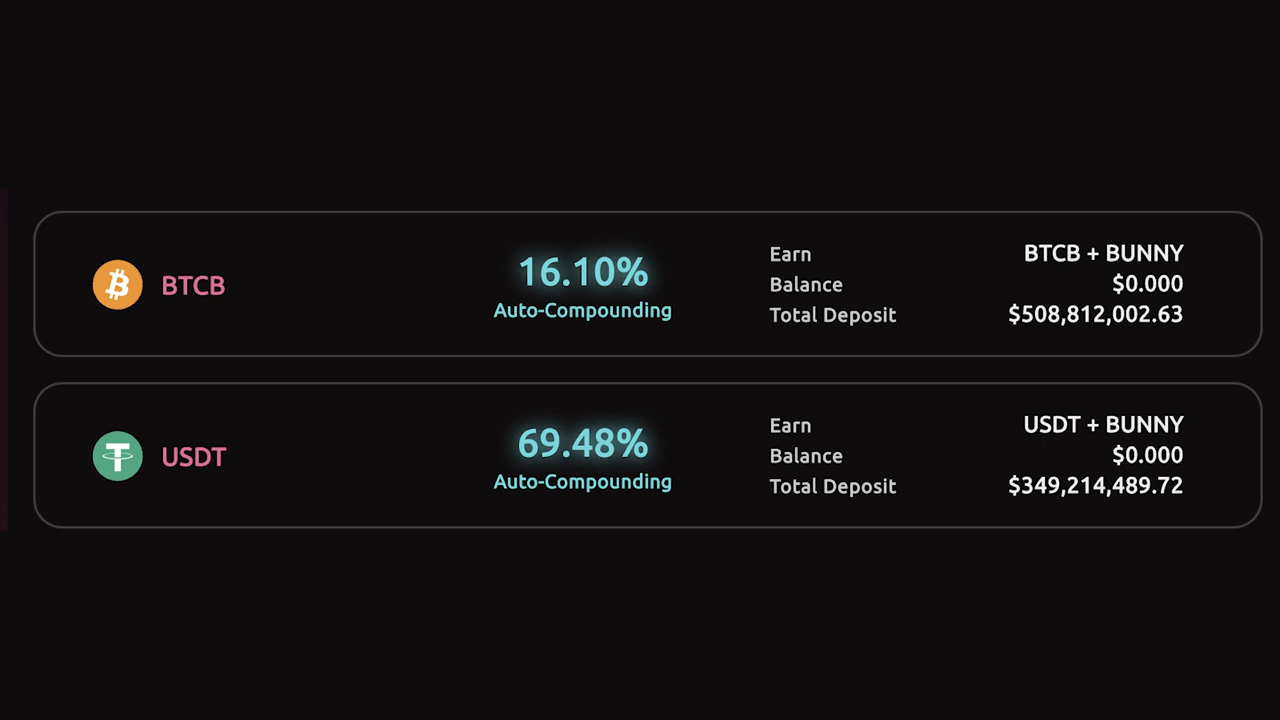 BTCB
16.10%
Auto-Compounding
Earn BTCB + BUNNY
Balance $0.000
Total Deposit $508,812,002.63
USDT
69.48%
Auto-Compounding
Earn USDT + BUNNY
Balance $0.000
Total Deposit $349,214,489.72